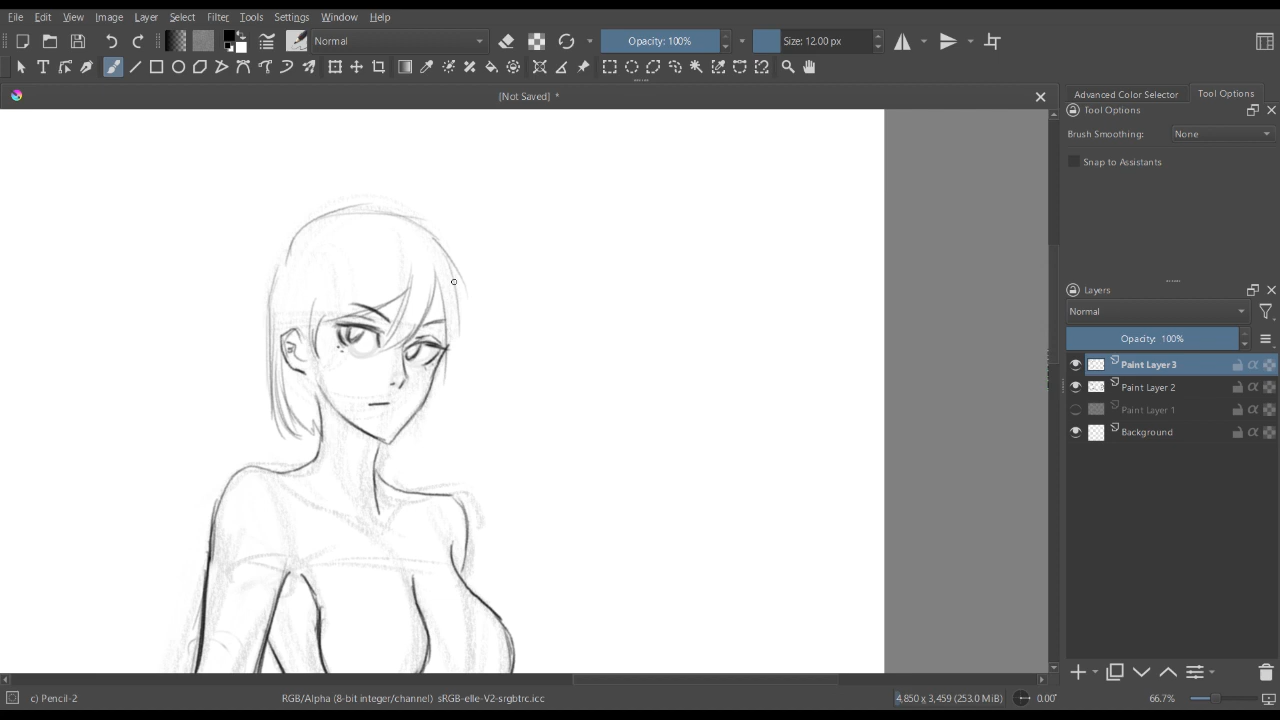 File Edit View Image Layer Select Filter Tools Settings Window Help
Normal Opacity: 100% Size: 12.00 px
[Not Saved] *
Advanced Color Selector Tool Options
Tool Options
Brush Smoothing: None
Snap to Assistants
Layers
Normal
Opacity: 100%
Paint Layer 3
Paint Layer 2
Paint Layer 1
Background
c) Pencil-2 RGB/Alpha (8-bit integer/channel) sRGB-elle-V2-srgbtrc.icc 4,850 x 3,459 (253.0 MiB) 0.00° 66.7%